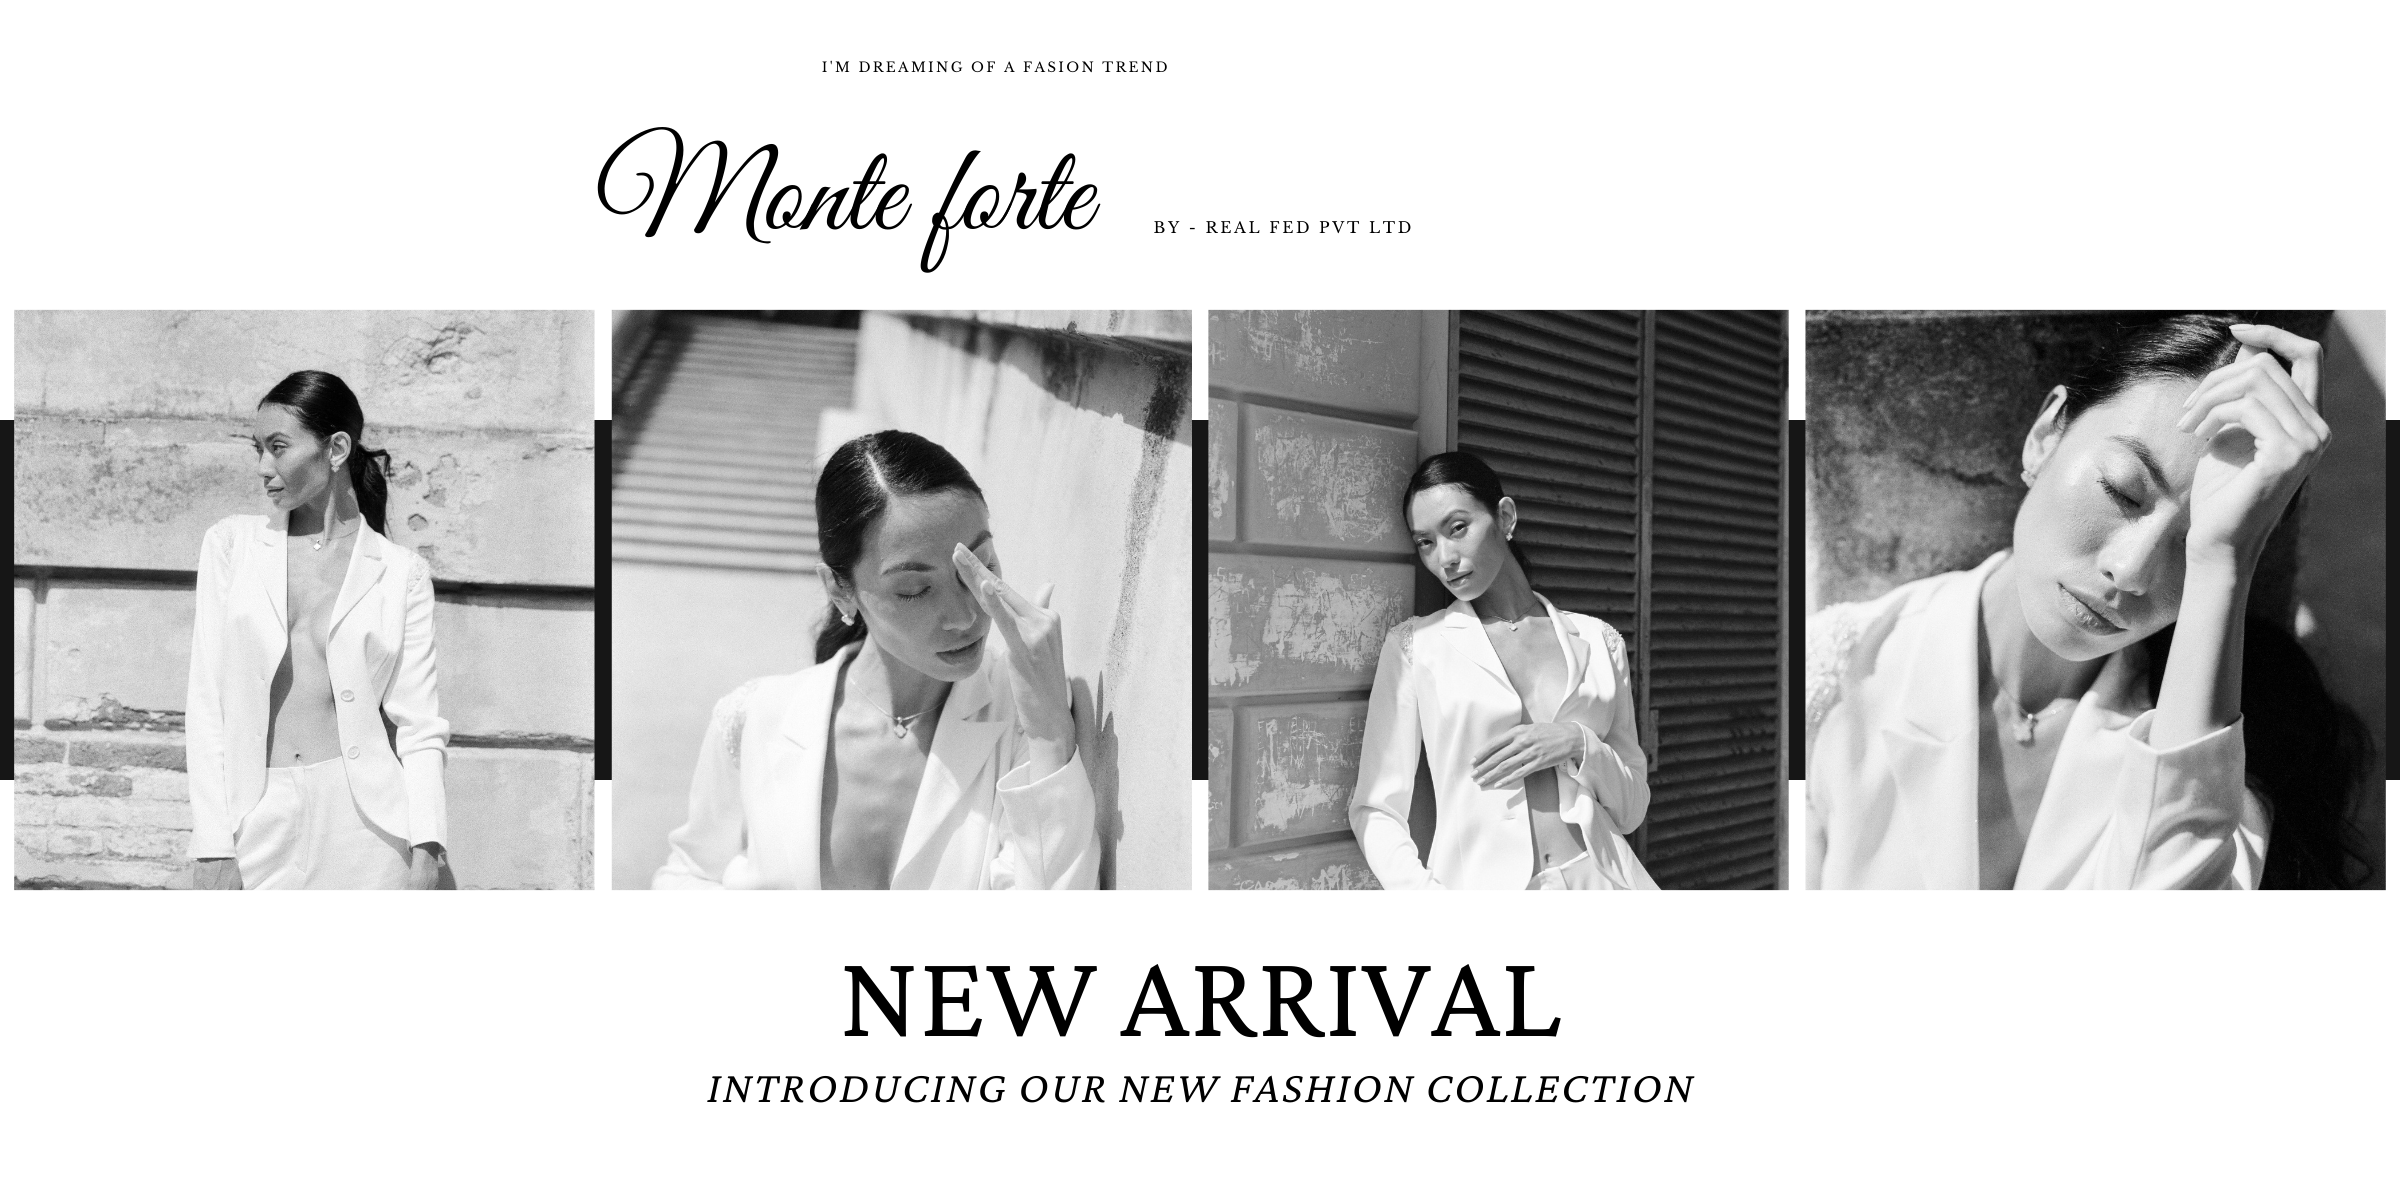 I'M DREAMING OF A FASION TREND
Monte forte
BY - REAL FED PVT LTD
NEW ARRIVAL
INTRODUCING OUR NEW FASHION COLLECTION